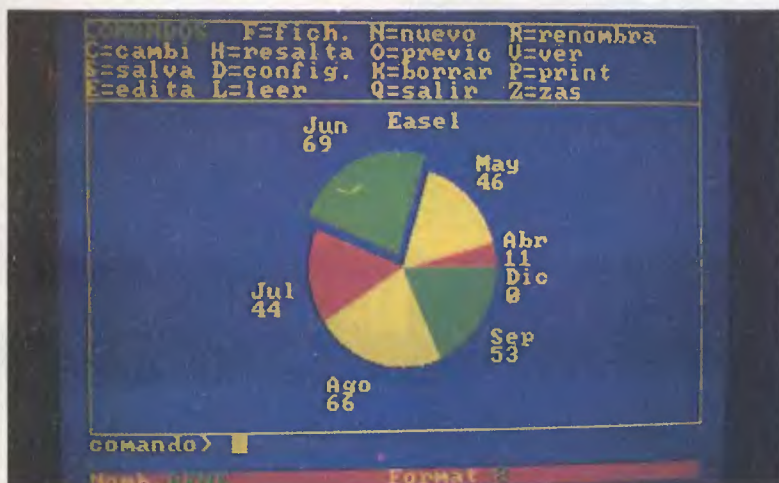 COMANDOS F=fich. N=nuevo R=renombra
C=cambi H=resalta O=previo V=ver
S=salva D=config. K=borrar P=print
E=edita L=leer Q=salir Z=zas
Easel
Jun
69
May
46
Abr
11
Dic
0
Sep
53
Ago
66
Jul
44
comando>
Format